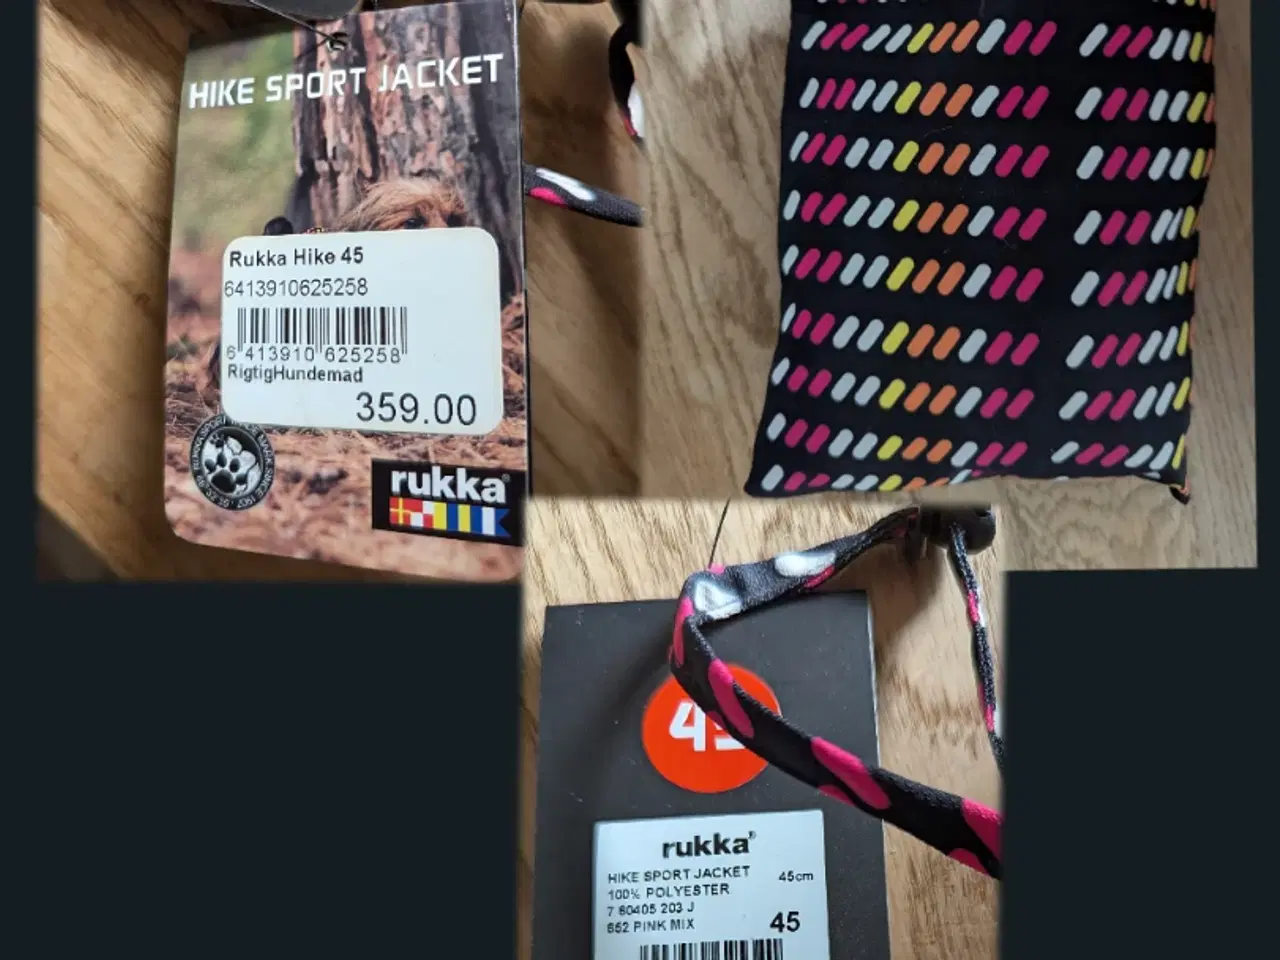 HIKE SPORT JACKET
Rukka Hike 45
6413910625258
6 413910 625258
RigtigHundemad
359.00
rukka
45
rukka
HIKE SPORT JACKET 45cm
100% POLYESTER
7 60405 203 J
652 PINK MIX 45